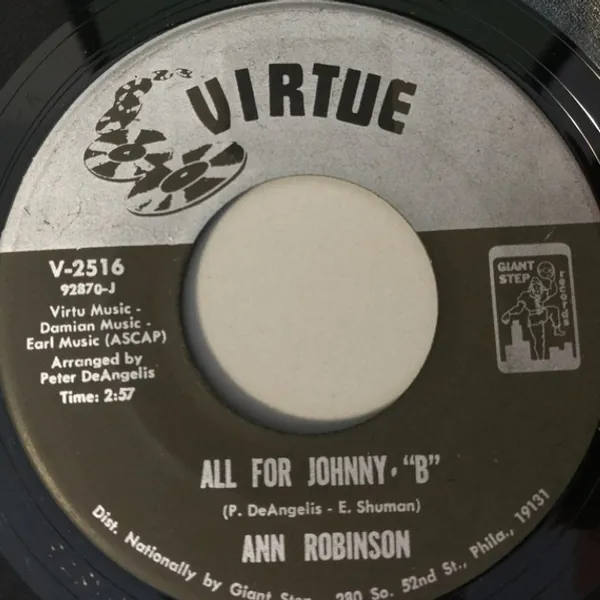 VIRTUE
V-2516
92870-J
Virtu Music -
Damian Music -
Earl Music (ASCAP)
Arranged by
Peter DeAngelis
Time: 2:57
GIANT
STEP
records
ALL FOR JOHNNY · "B"
(P. DeAngelis - E. Shuman)
ANN ROBINSON
Dist. Nationally by Giant Step So. 52nd St., Phila., 19131